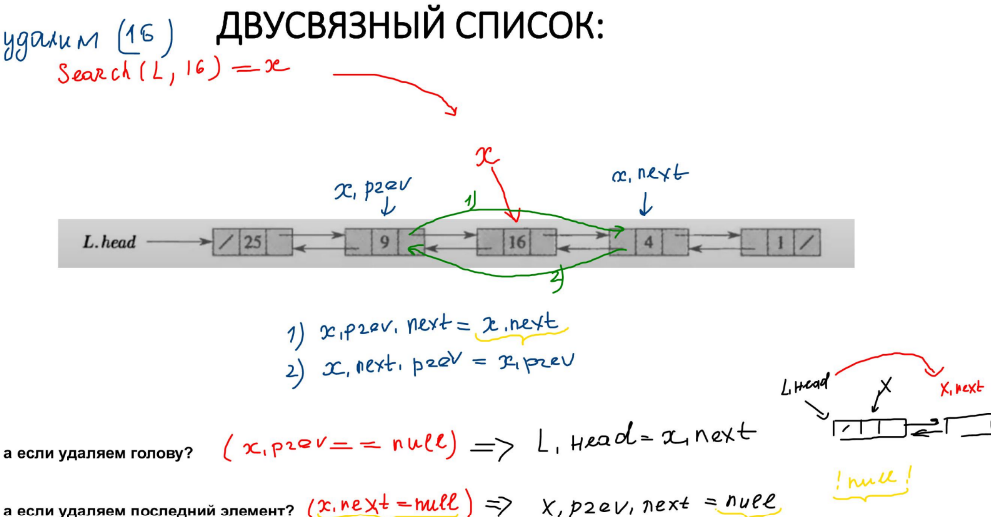 удалим (16)
ДВУСВЯЗНЫЙ СПИСОК:
Search(L, 16) = x
x
x.prev
x.next
1)
L.head / 25 9 16 4 1 /
2)
1) x.prev.next = x.next
2) x.next.prev = x.prev
L.Head
X
X.next
а если удаляем голову? (x.prev == null) => L.Head = x.next
!null!
а если удаляем последний элемент? (x.next = null) => X.prev.next = null